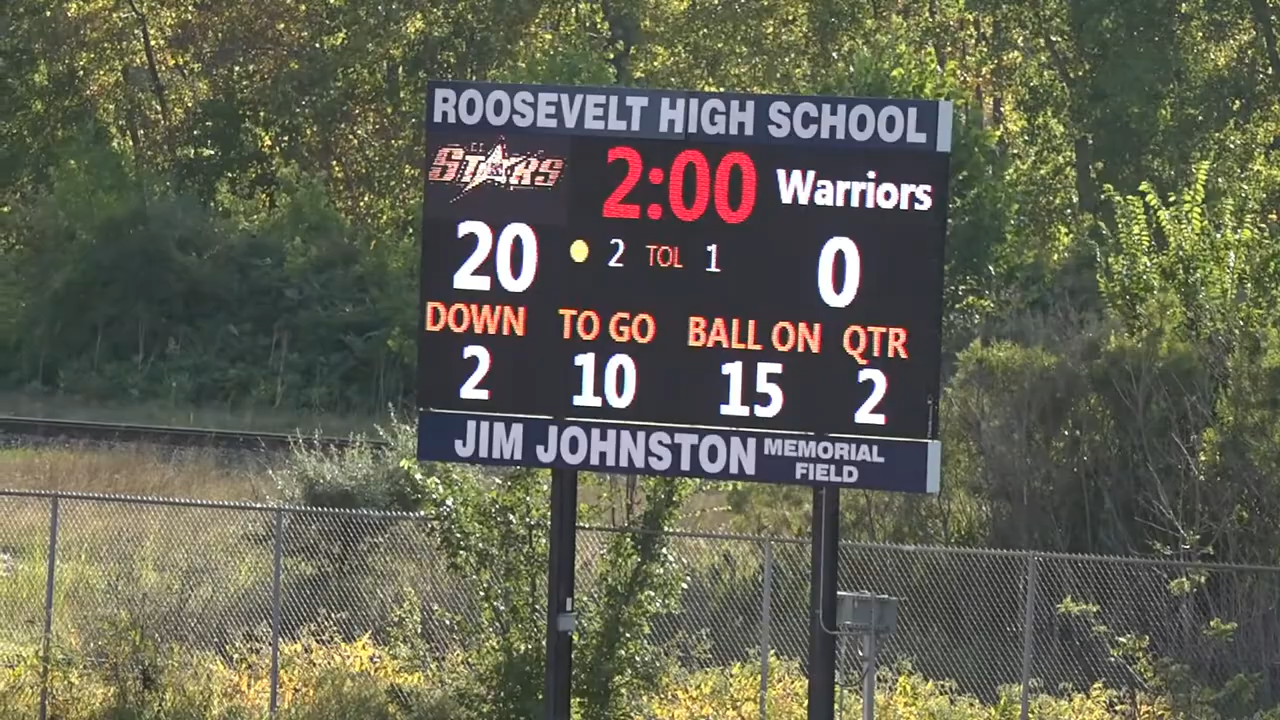 ROOSEVELT HIGH SCHOOL
STARS 2:00 Warriors
20 2 TOL 1 0
DOWN TO GO BALL ON QTR
2 10 15 2
JIM JOHNSTON MEMORIAL
FIELD